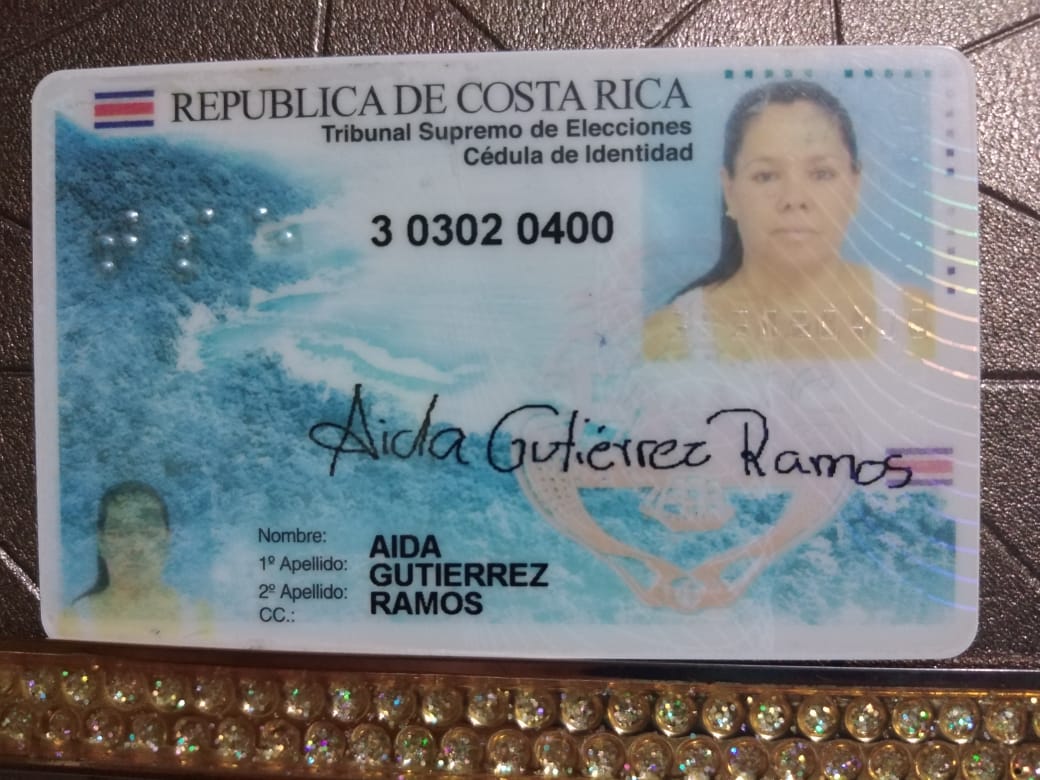 REPUBLICA DE COSTA RICA
Tribunal Supremo de Elecciones
Cédula de Identidad
3 0302 0400
Aida Gutiérrez Ramos
Nombre: AIDA
1º Apellido: GUTIERREZ
2º Apellido: RAMOS
CC.: